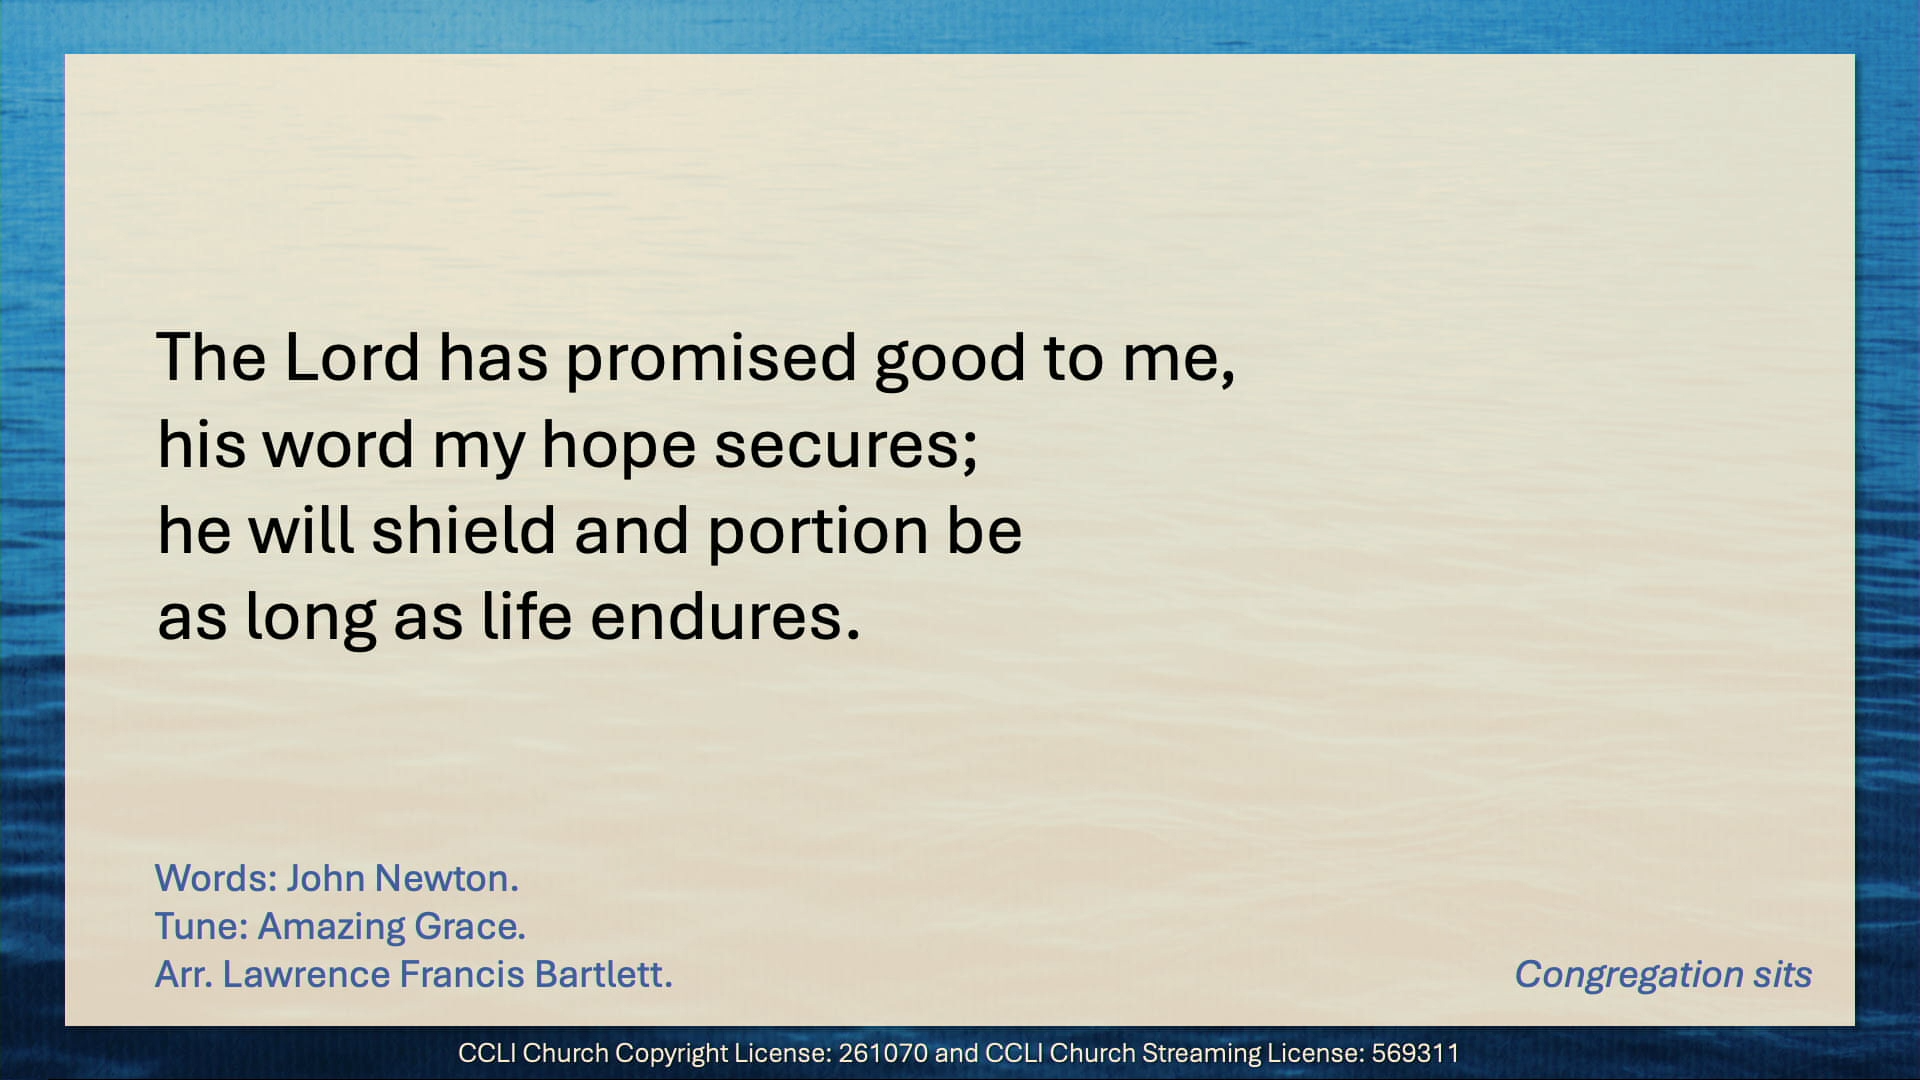 The Lord has promised good to me,
his word my hope secures;
he will shield and portion be
as long as life endures.
Words: John Newton.
Tune: Amazing Grace.
Arr. Lawrence Francis Bartlett.
Congregation sits
CCLI Church Copyright License: 261070 and CCLI Church Streaming License: 569311